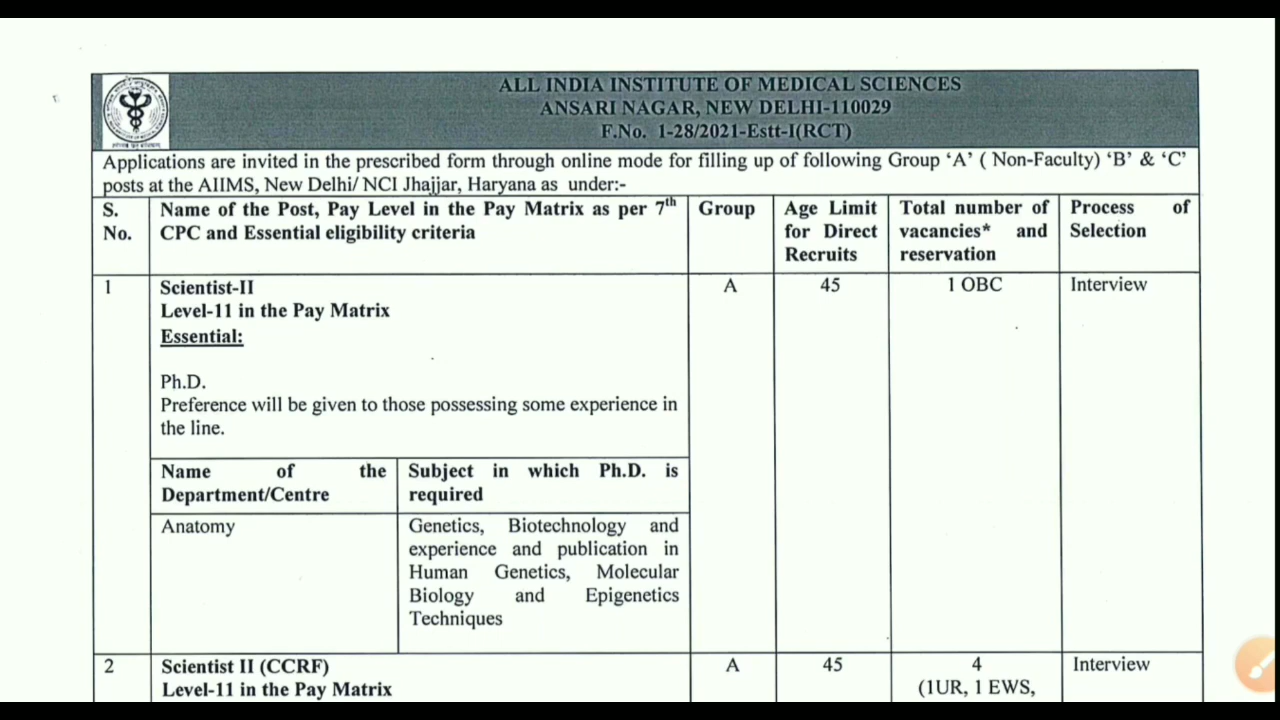 ALL INDIA INSTITUTE OF MEDICAL SCIENCES
ANSARI NAGAR, NEW DELHI-110029
F.No. 1-28/2021-Estt-I(RCT)
Applications are invited in the prescribed form through online mode for filling up of following Group ‘A’ ( Non-Faculty) ‘B’ & ‘C’
posts at the AIIMS, New Delhi/ NCI Jhajjar, Haryana as under:-
S. No.
Name of the Post, Pay Level in the Pay Matrix as per 7th
CPC and Essential eligibility criteria
Group
Age Limit
for Direct
Recruits
Total number of
vacancies* and
reservation
Process of
Selection
1
Scientist-II
Level-11 in the Pay Matrix
Essential:
Ph.D.
Preference will be given to those possessing some experience in
the line.
Name of the
Department/Centre
Subject in which Ph.D. is
required
Anatomy
Genetics, Biotechnology and
experience and publication in
Human Genetics, Molecular
Biology and Epigenetics
Techniques
A
45
1 OBC
Interview
2
Scientist II (CCRF)
Level-11 in the Pay Matrix
A
45
4
(1UR, 1 EWS,
Interview